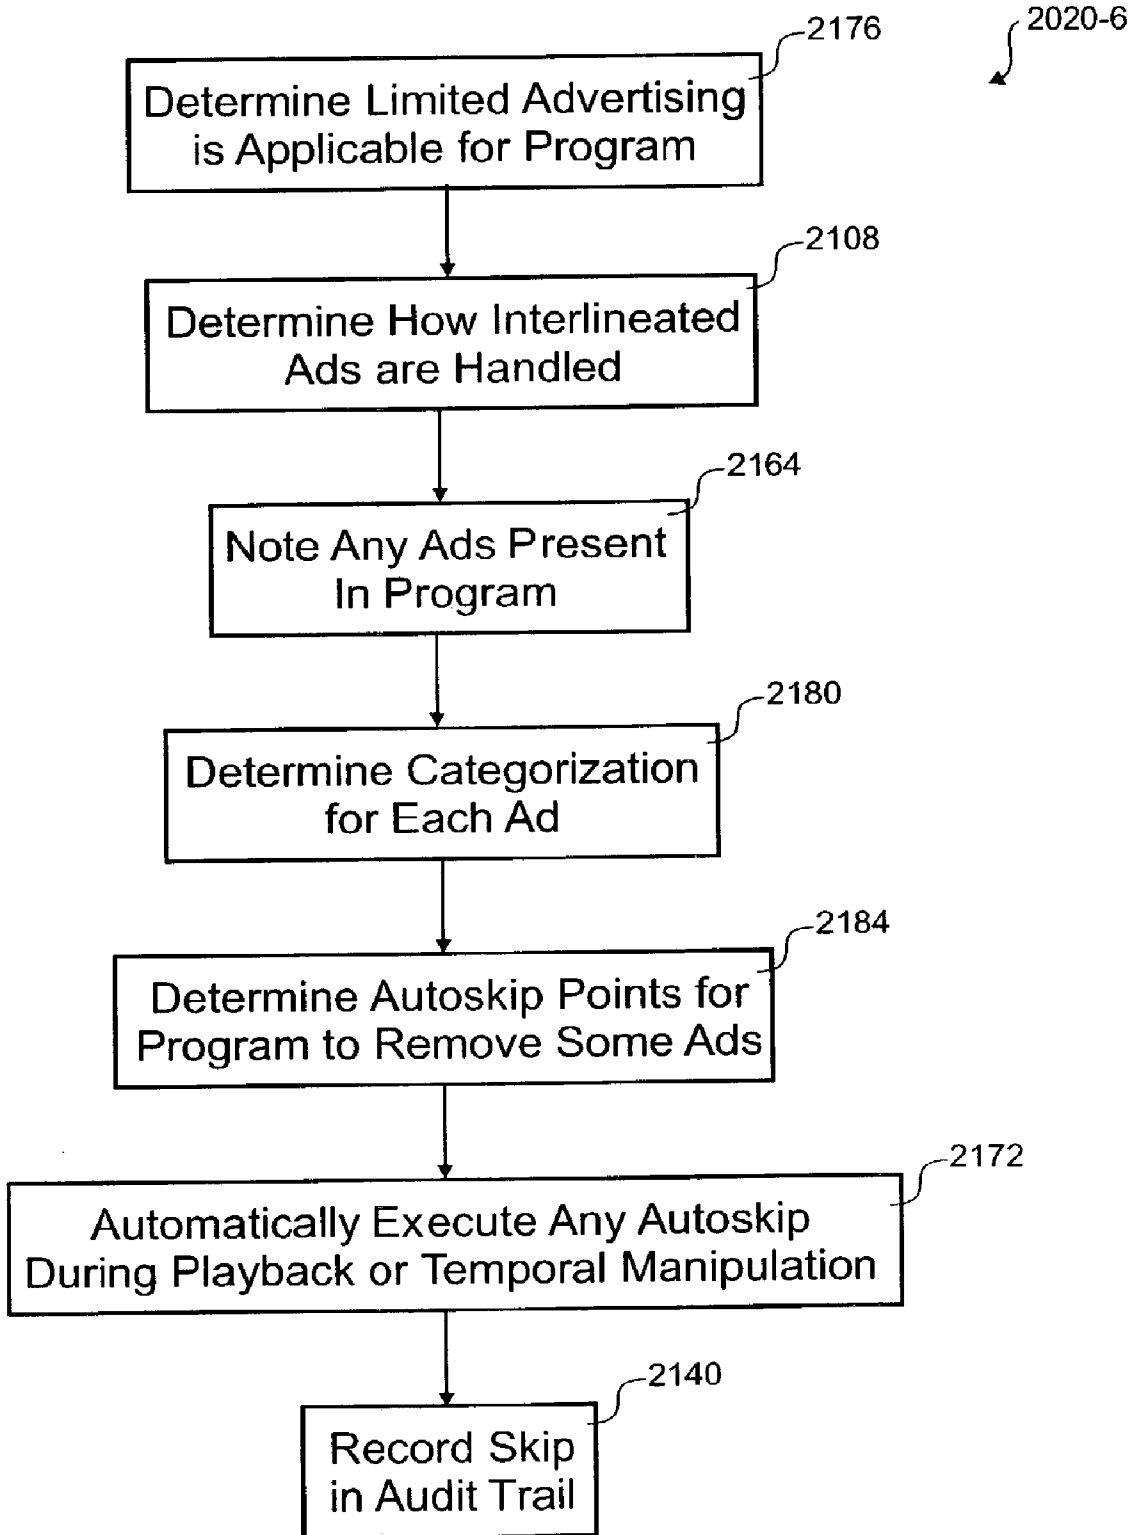 2020-6
2176
Determine Limited Advertising
is Applicable for Program
2108
Determine How Interlineated
Ads are Handled
2164
Note Any Ads Present
In Program
2180
Determine Categorization
for Each Ad
2184
Determine Autoskip Points for
Program to Remove Some Ads
2172
Automatically Execute Any Autoskip
During Playback or Temporal Manipulation
2140
Record Skip
in Audit Trail